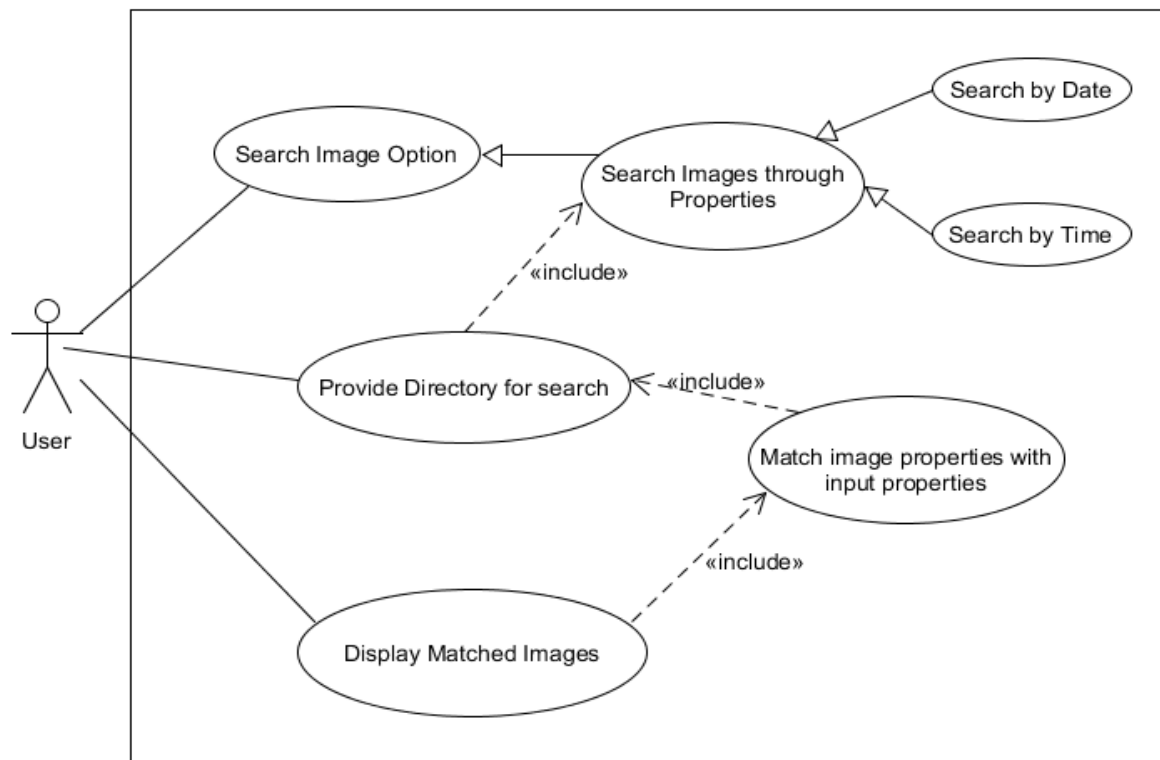 Search by Date
Search Image Option
Search Images through
Properties
Search by Time
«include»
Provide Directory for search
«include»
User
Match image properties with
input properties
«include»
Display Matched Images